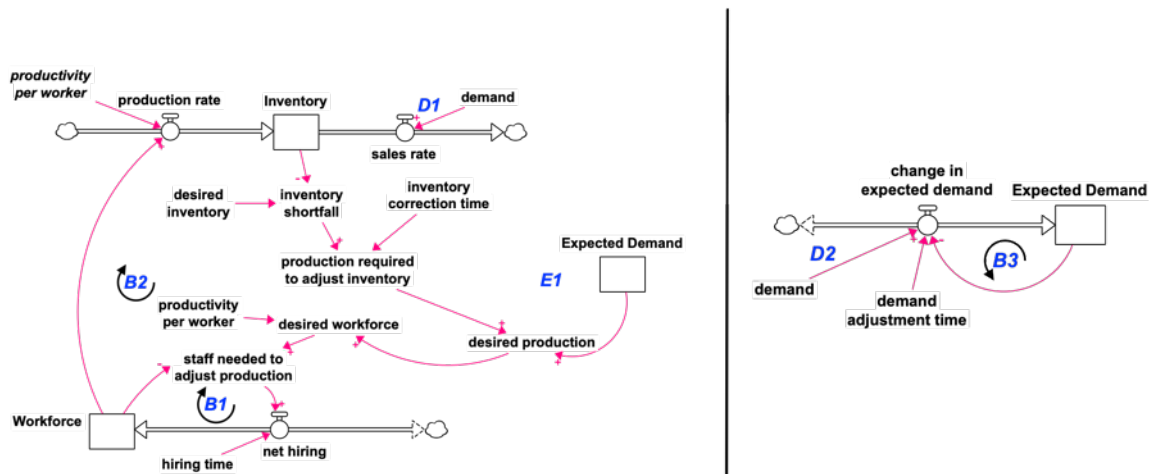 productivity
per worker
production rate
Inventory
D1
demand
+
+
sales rate
-
desired
inventory
inventory
shortfall
inventory
correction time
+
production required
to adjust inventory
Expected Demand
E1
B2
productivity
per worker
desired workforce
+
desired production
+
+
+
staff needed to
adjust production
-
B1
+
Workforce
hiring time
net hiring
change in
expected demand
Expected Demand
D2
+
-
B3
demand
demand
adjustment time